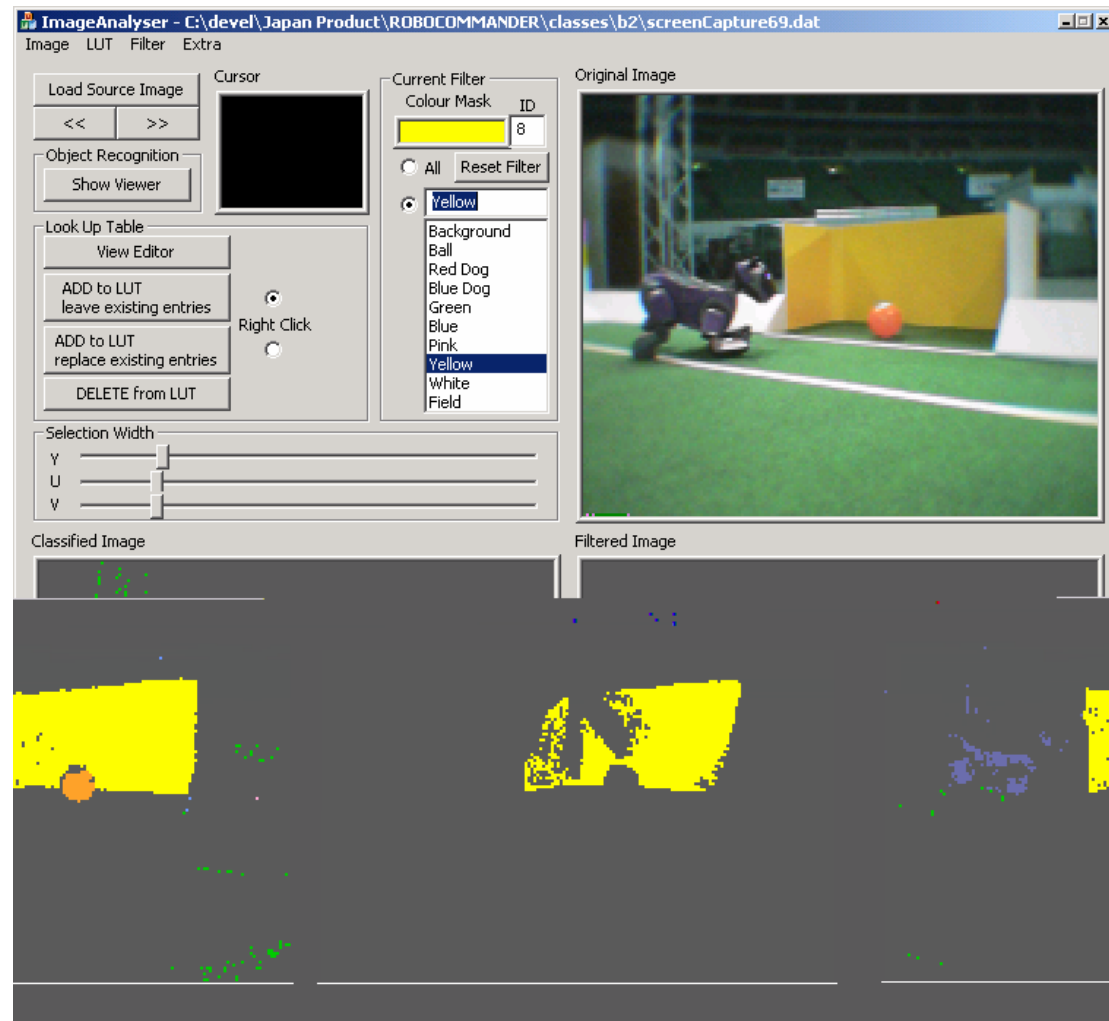 ImageAnalyser - C:\devel\Japan Product\ROBOCOMMANDER\classes\b2\screenCapture69.dat
Image LUT Filter Extra
Load Source Image
<< >>
Object Recognition
Show Viewer
Cursor
Current Filter
Colour Mask ID
8
All Reset Filter
Yellow
Background
Ball
Red Dog
Blue Dog
Green
Blue
Pink
Yellow
White
Field
Look Up Table
View Editor
ADD to LUT
leave existing entries
Right Click
ADD to LUT
replace existing entries
DELETE from LUT
Selection Width
Y
U
V
Original Image
Classified Image
Filtered Image